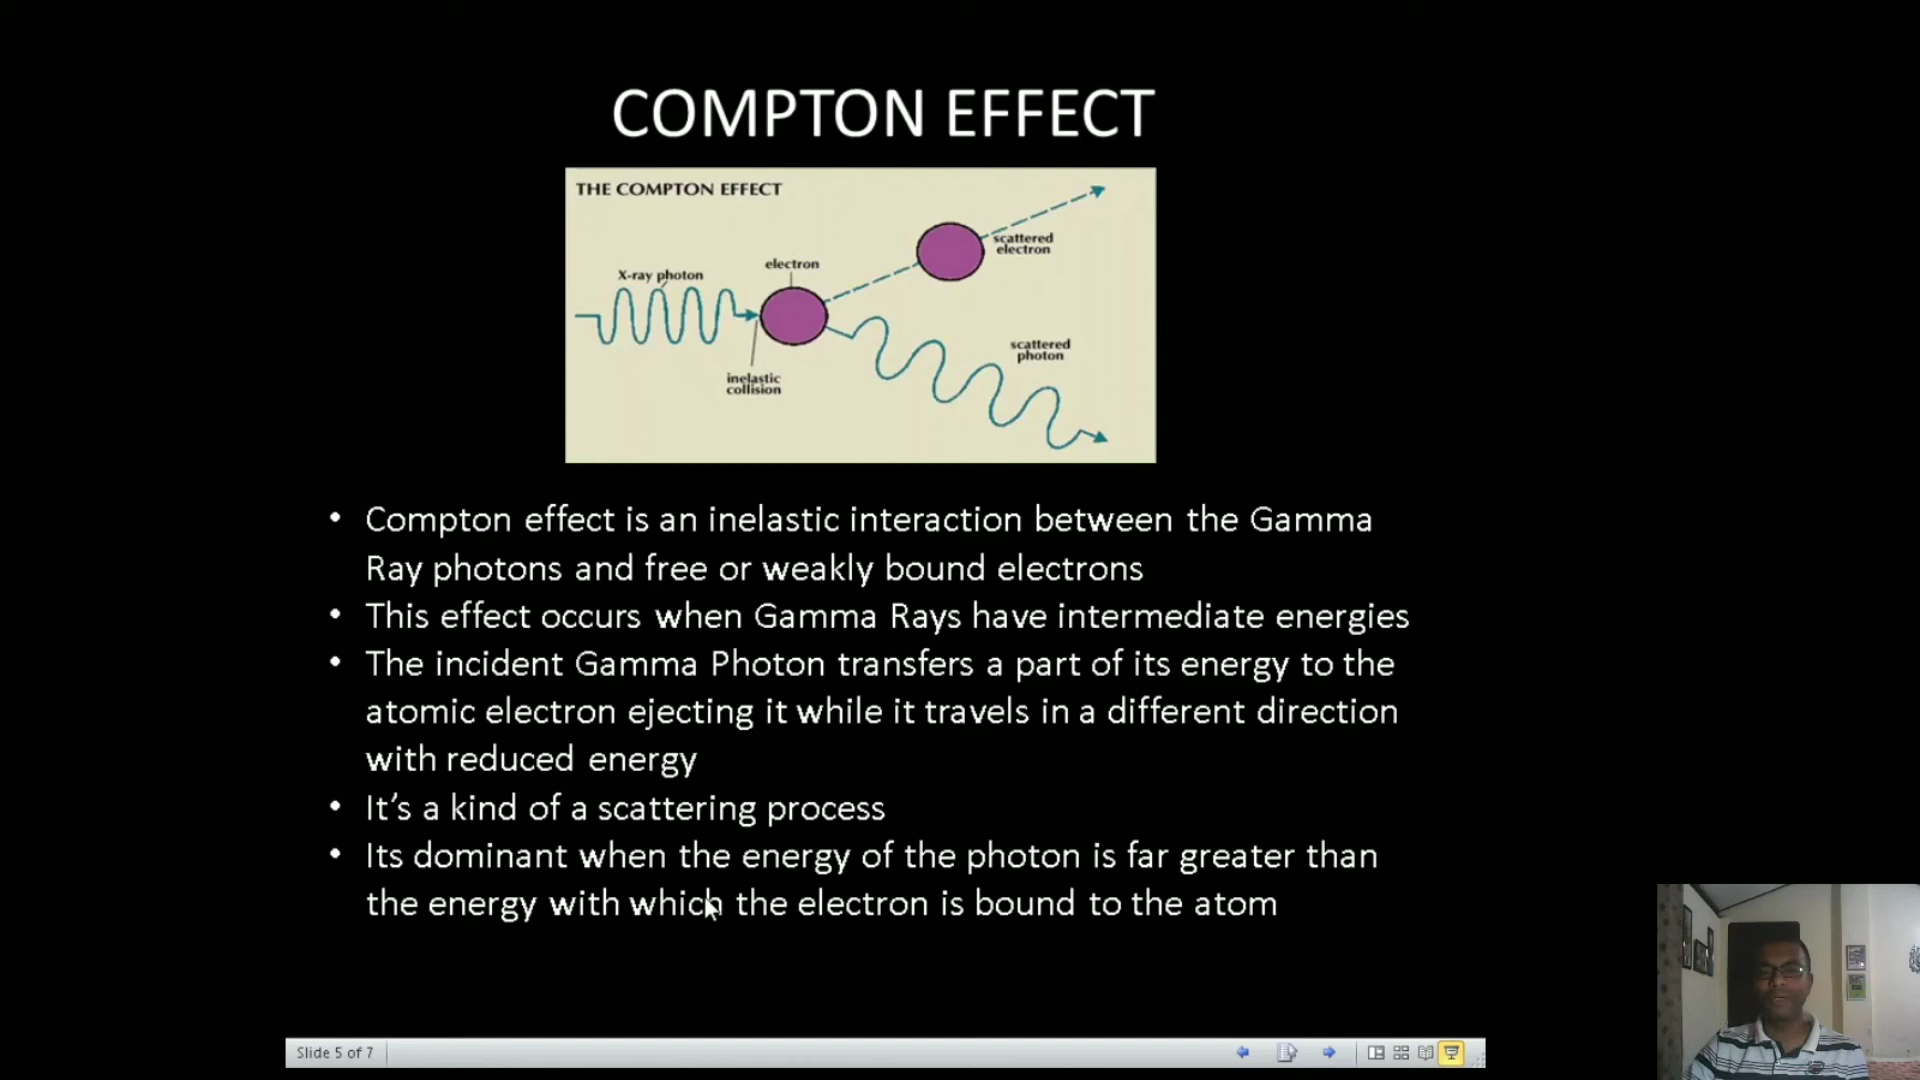 COMPTON EFFECT
THE COMPTON EFFECT
scattered
electron
electron
X-ray photon
scattered
photon
inelastic
collision
• Compton effect is an inelastic interaction between the Gamma
Ray photons and free or weakly bound electrons
• This effect occurs when Gamma Rays have intermediate energies
• The incident Gamma Photon transfers a part of its energy to the
atomic electron ejecting it while it travels in a different direction
with reduced energy
• It’s a kind of a scattering process
• Its dominant when the energy of the photon is far greater than
the energy with which the electron is bound to the atom
Slide 5 of 7